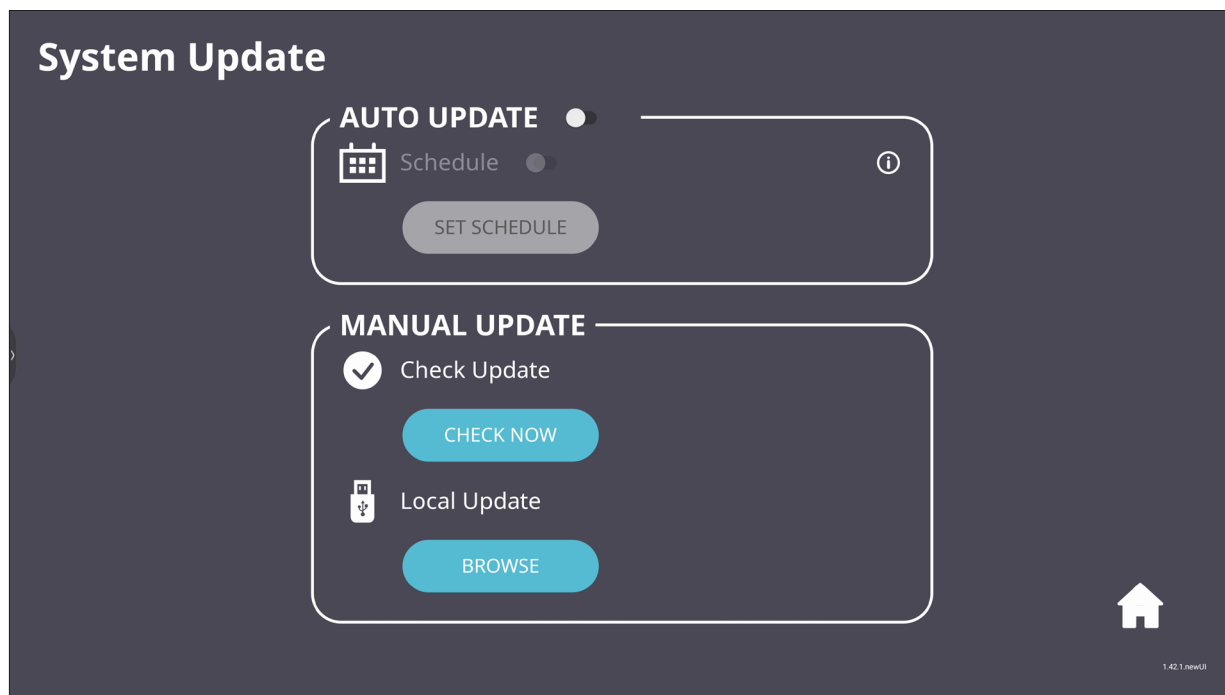 System Update
AUTO UPDATE
Schedule
SET SCHEDULE
MANUAL UPDATE
Check Update
CHECK NOW
Local Update
BROWSE
1.42.1.newUI